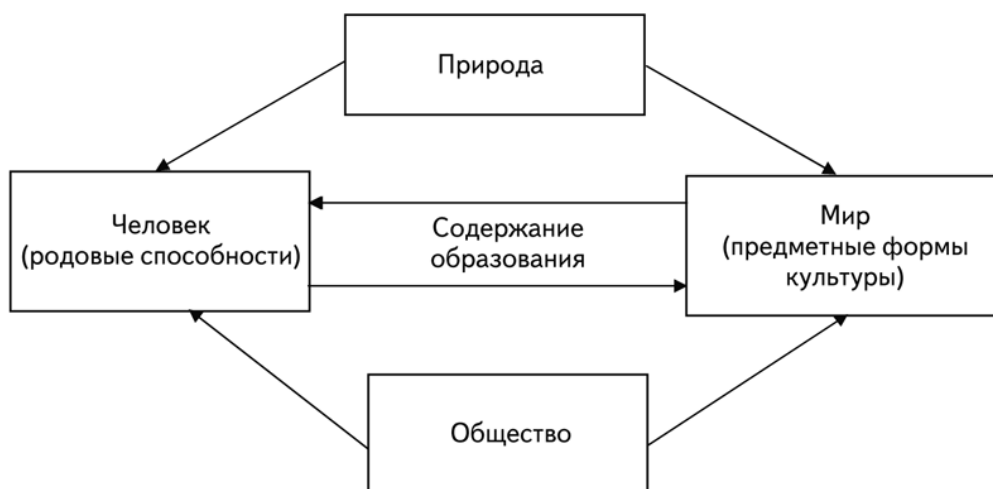 Природа
Человек
(родовые способности)
Содержание
образования
Мир
(предметные формы
культуры)
Общество